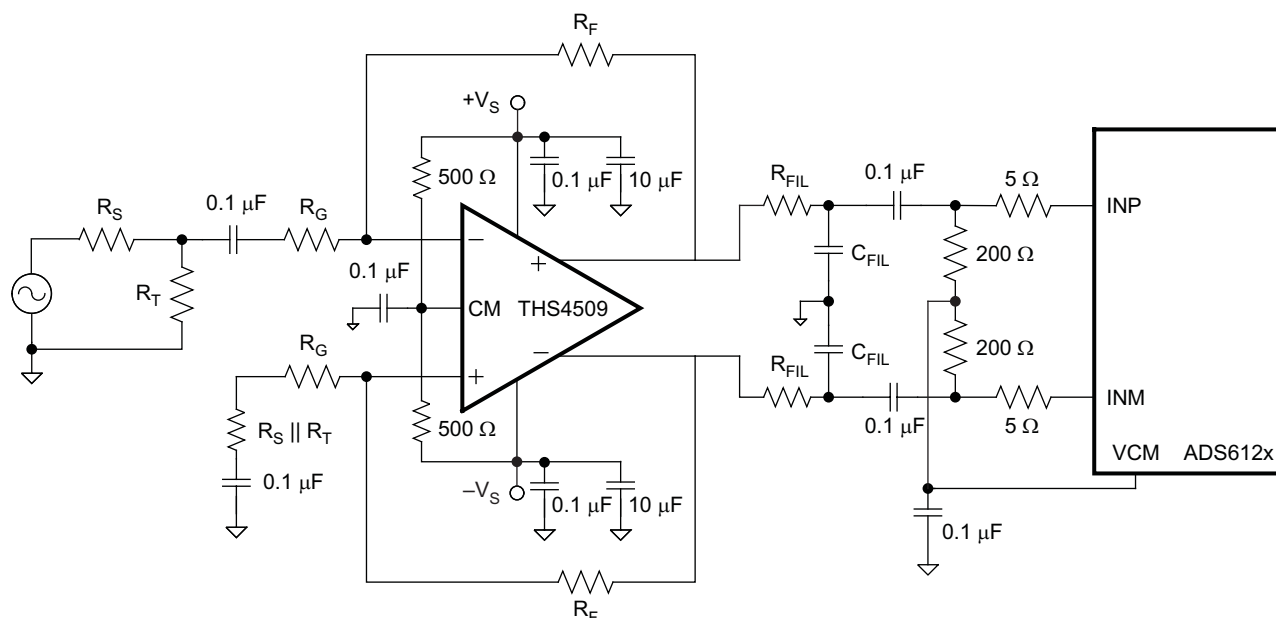 R_F
+V_S
500 Ω
0.1 µF
10 µF
R_S
0.1 µF
R_G
R_T
0.1 µF
CM
THS4509
−
+
+
−
R_G
R_S || R_T
0.1 µF
500 Ω
−V_S
0.1 µF
10 µF
R_F
R_FIL
0.1 µF
5 Ω
C_FIL
200 Ω
C_FIL
200 Ω
R_FIL
0.1 µF
5 Ω
INP
INM
VCM
ADS612x
0.1 µF